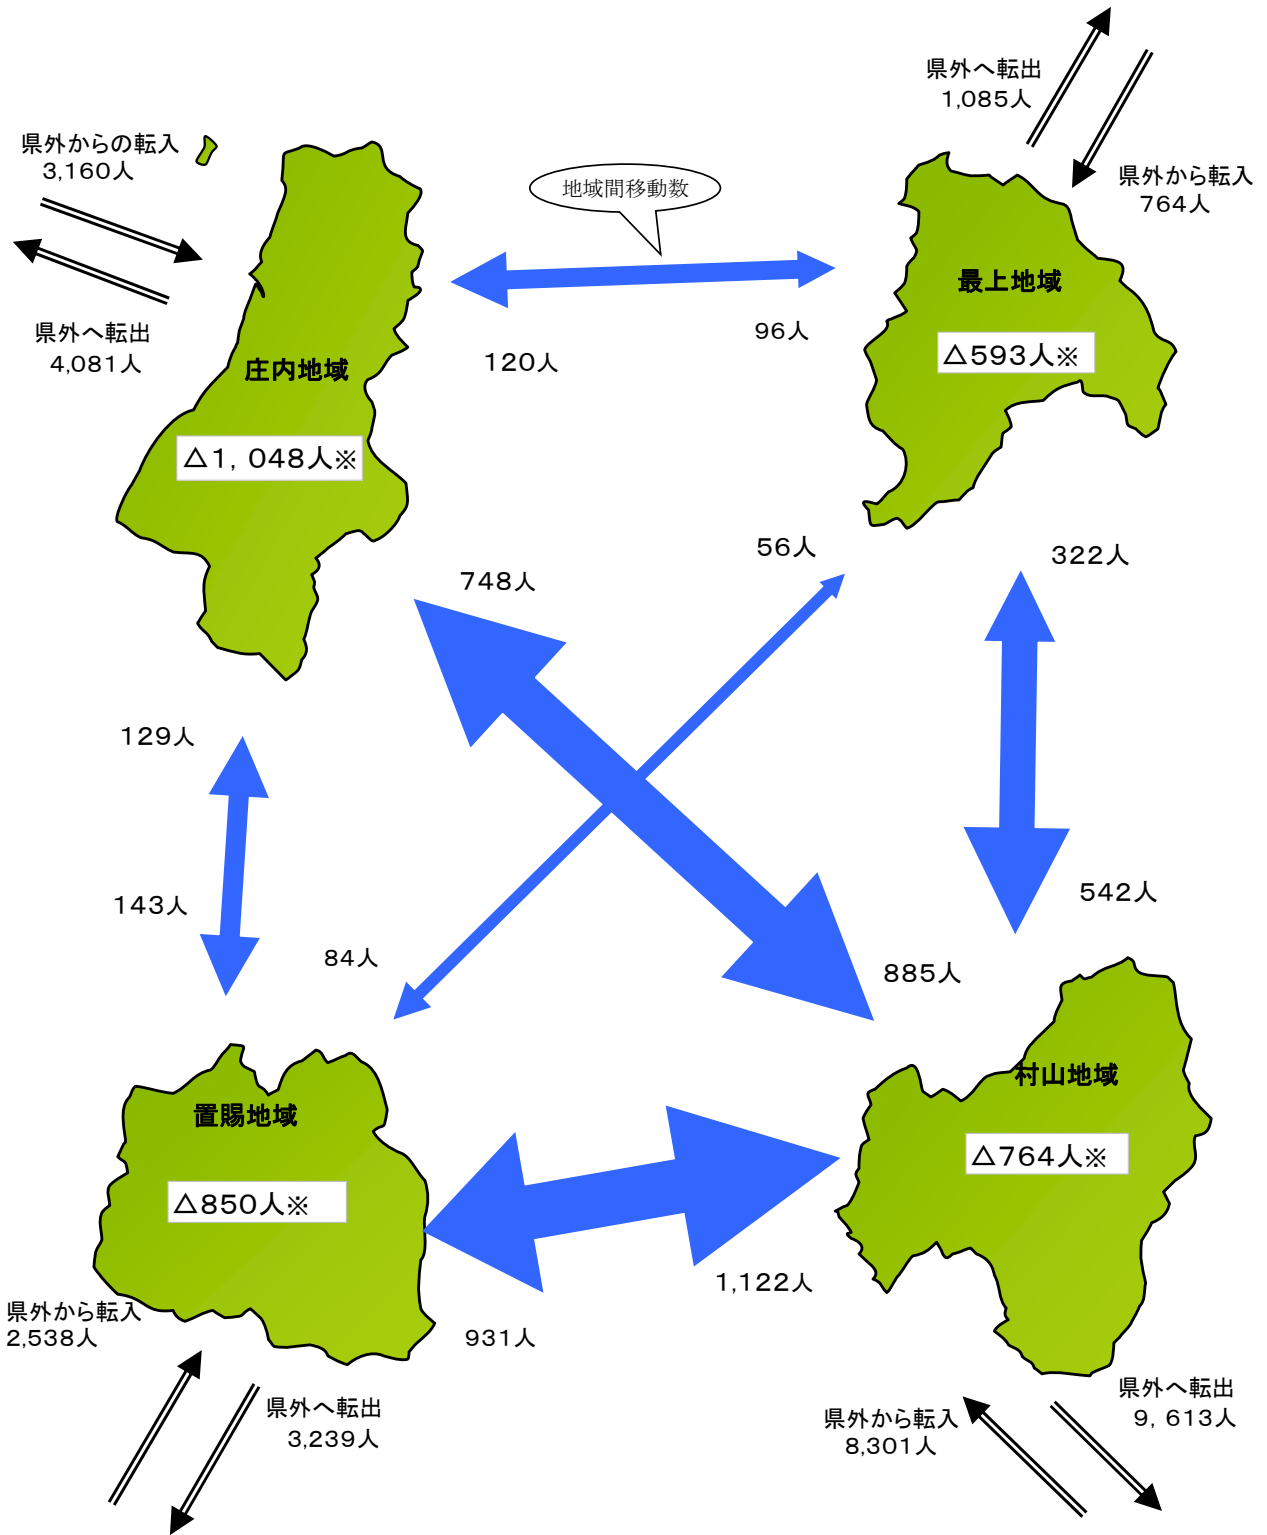 県外へ転出
1,085人
県外からの転入
3,160人
県外から転入
764人
地域間移動数
最上地域
△593人※
県外へ転出
4,081人
庄内地域
△1，048人※
96人
120人
56人
322人
748人
129人
143人
542人
84人
885人
村山地域
△764人※
置賜地域
△850人※
1,122人
931人
県外から転入
2,538人
県外へ転出
3,239人
県外から転入
8,301人
県外へ転出
9，613人